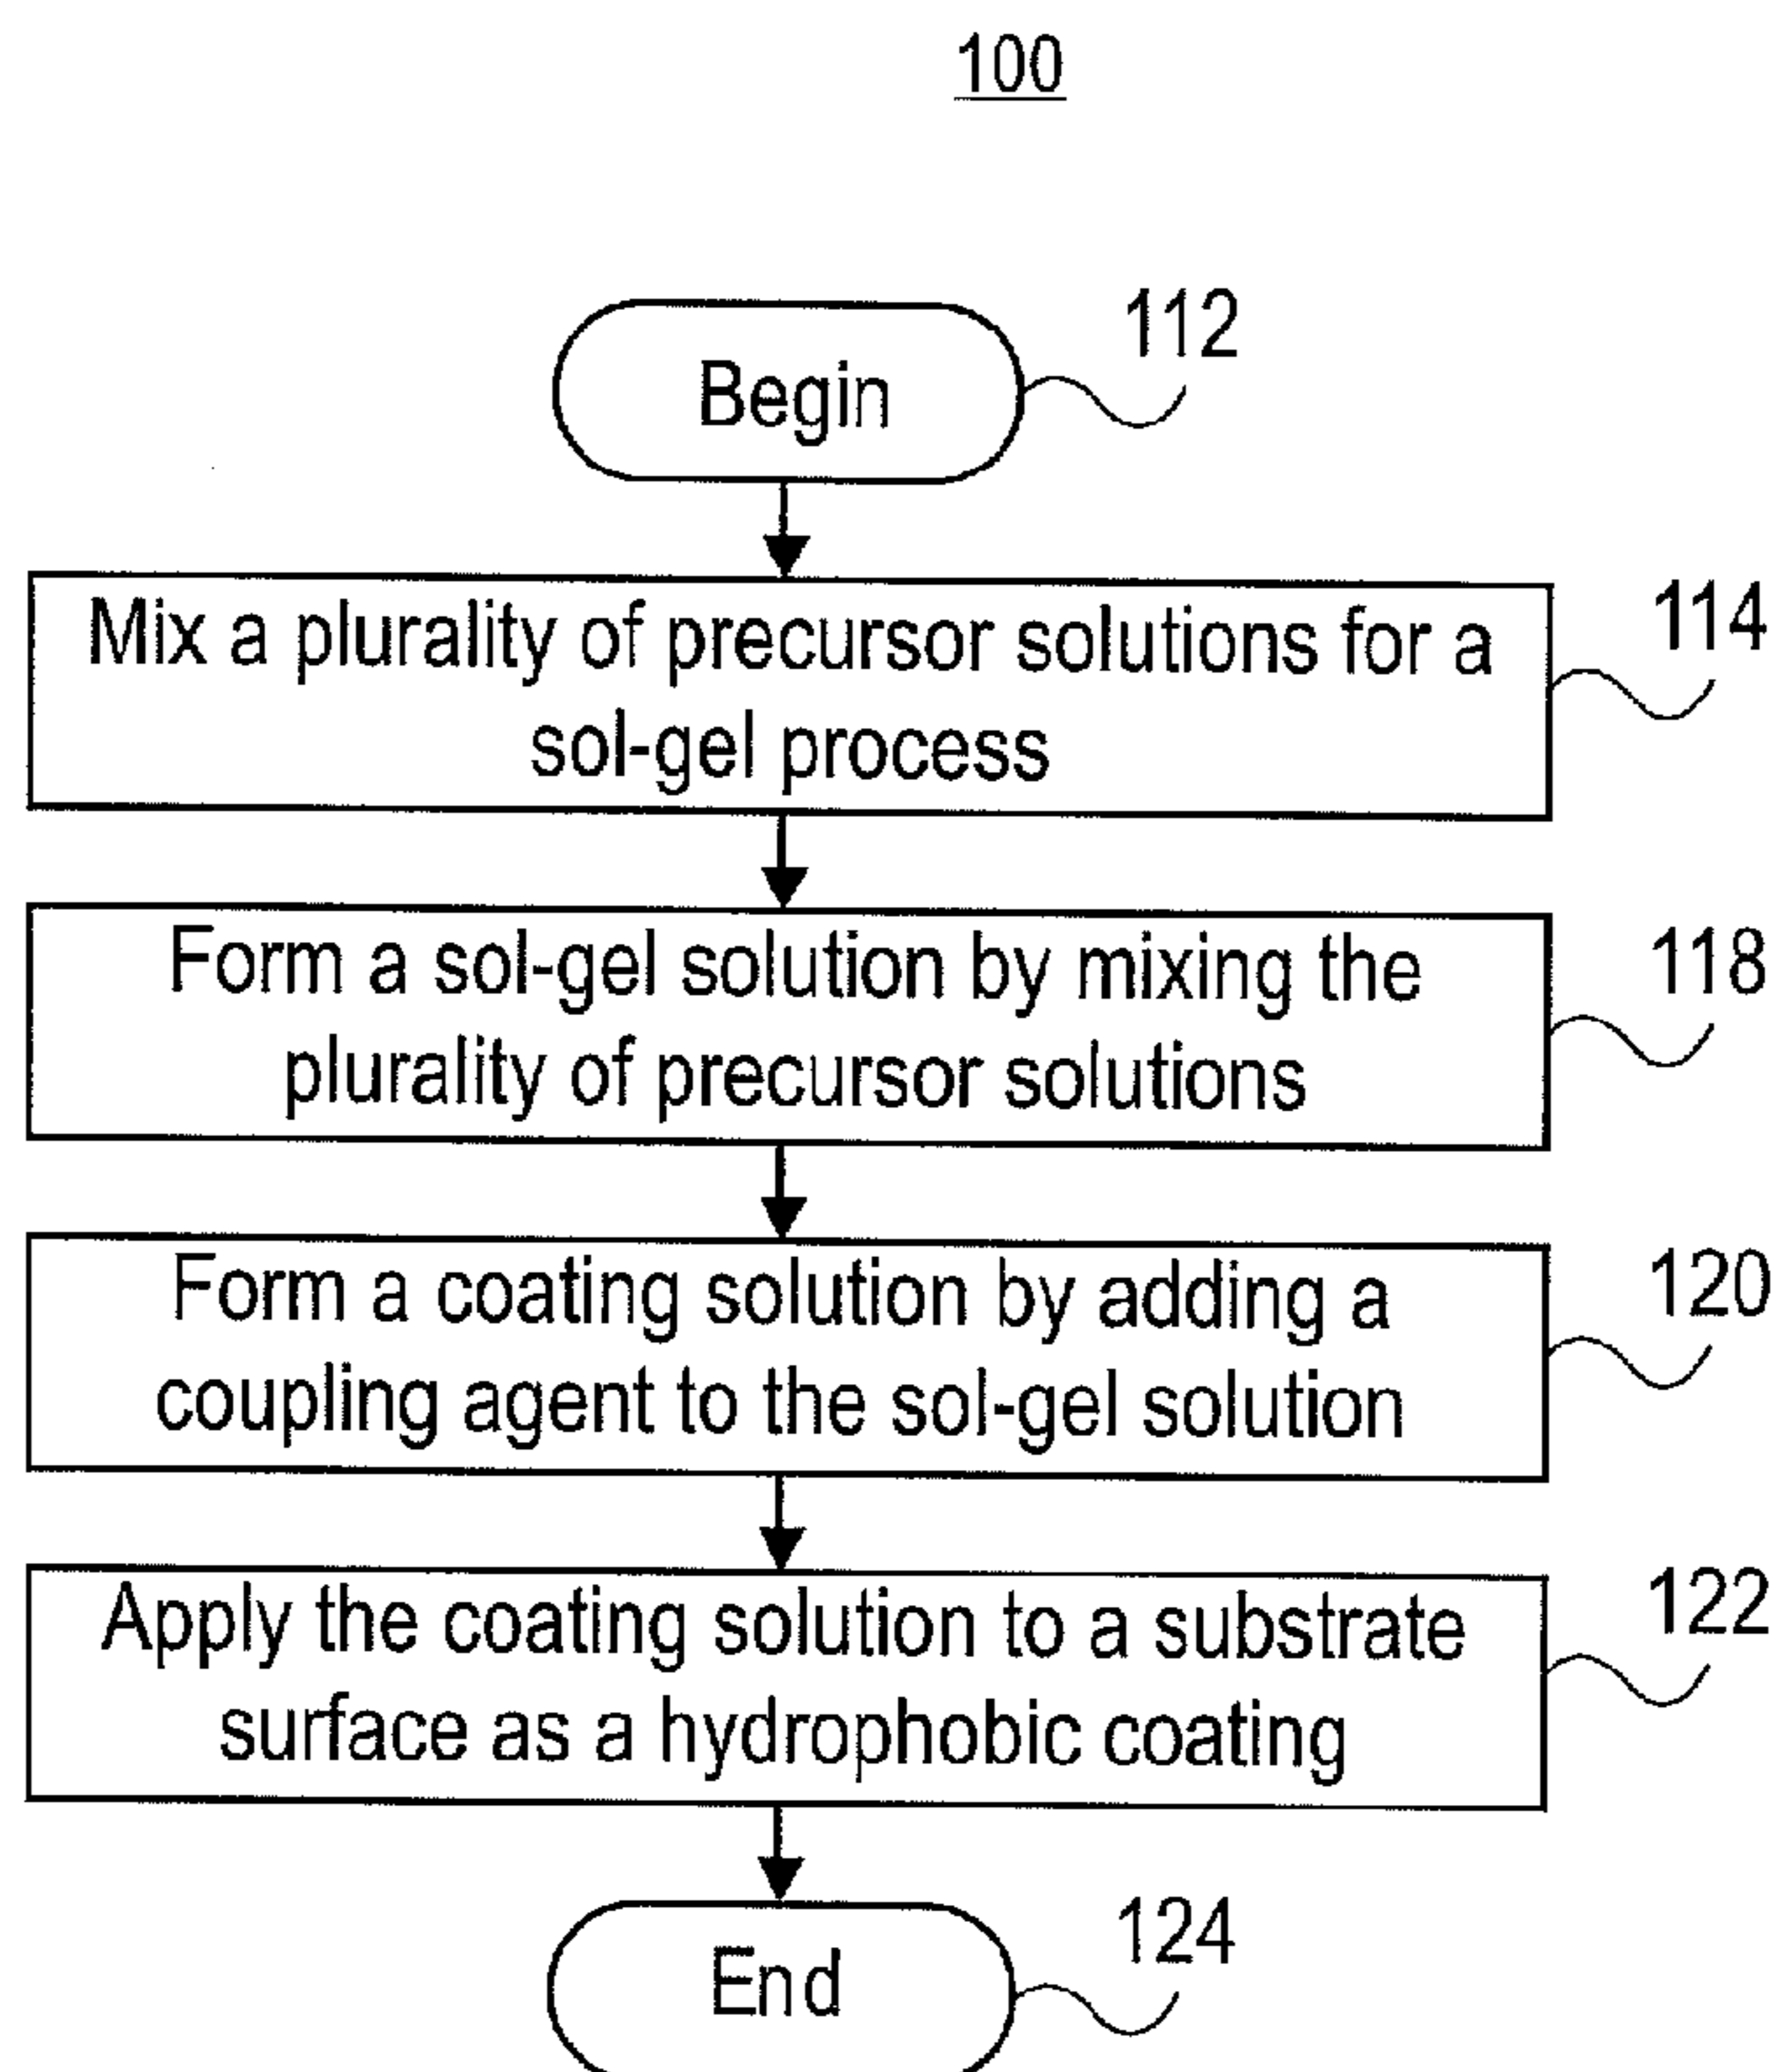 100
Begin
112
Mix a plurality of precursor solutions for a
sol-gel process
114
Form a sol-gel solution by mixing the
plurality of precursor solutions
118
Form a coating solution by adding a
coupling agent to the sol-gel solution
120
Apply the coating solution to a substrate
surface as a hydrophobic coating
122
End
124